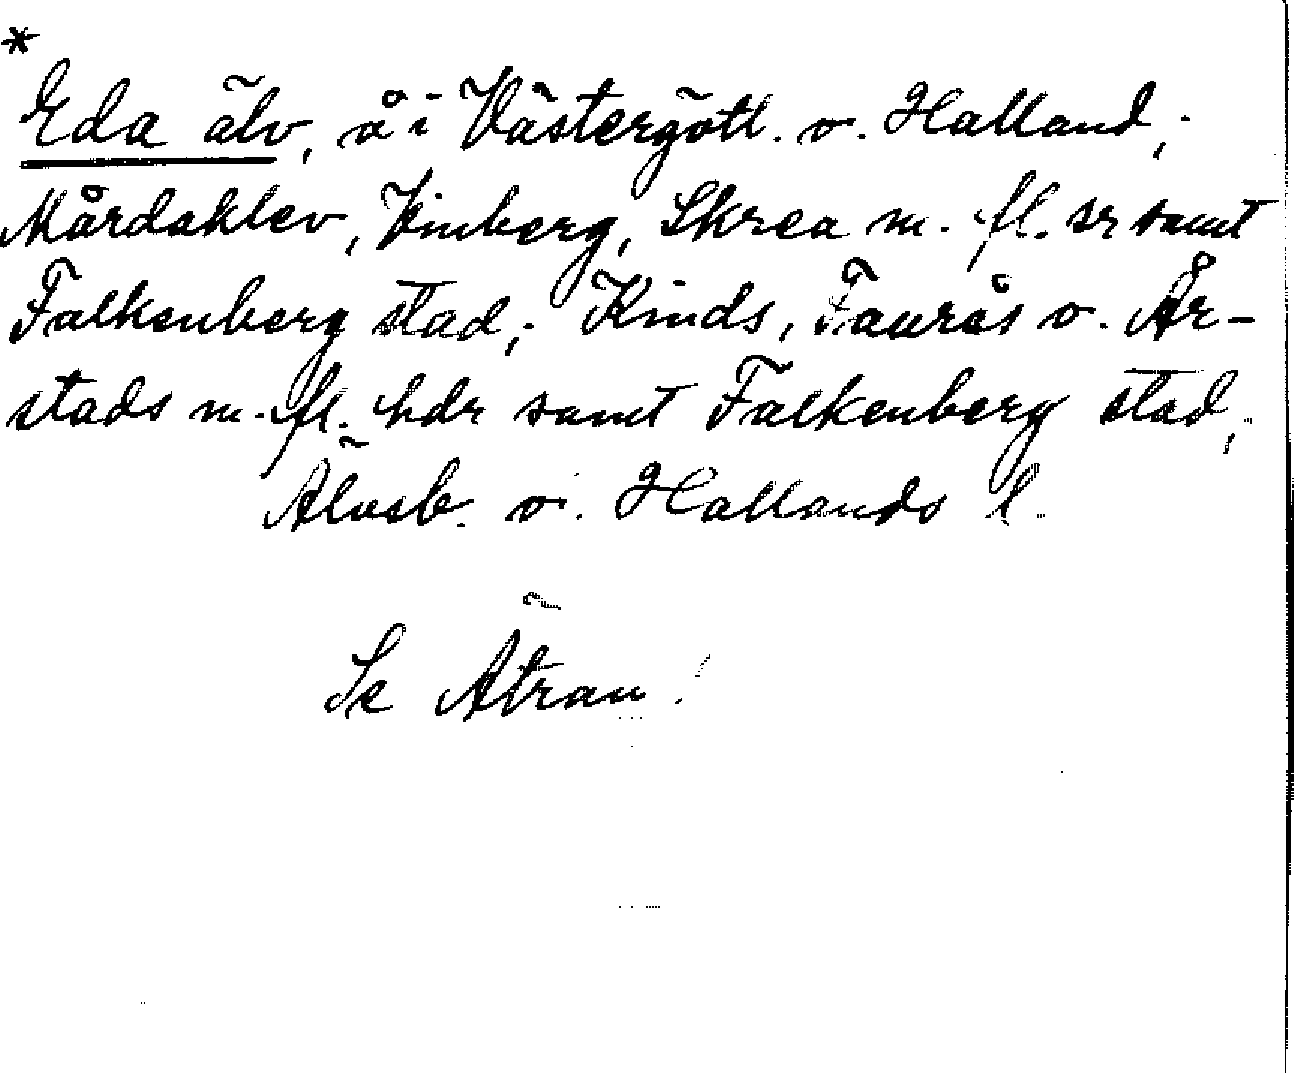 *
Eda älv, å i Västergötl. o. Halland;
Mårdaklev, Vinberg, Skrea m. fl. sr samt
Falkenberg stad; Kinds, Faurås o. År-
stads m. fl. hdr samt Falkenberg stad;
Älvsb. o. Hallands l.
Se Ätran!